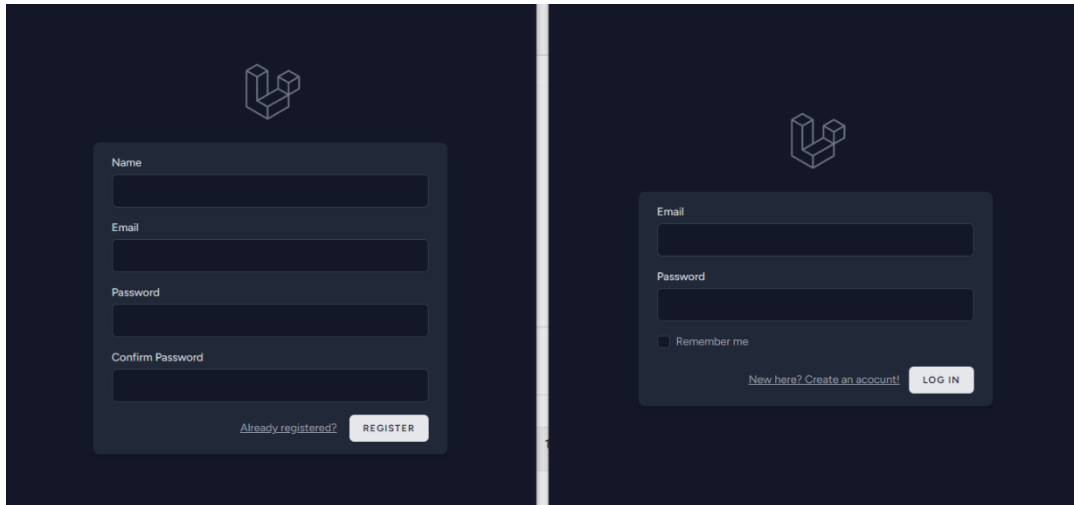 Name
Email
Password
Confirm Password
Already registered? REGISTER
Email
Password
Remember me
New here? Create an acocunt! LOG IN